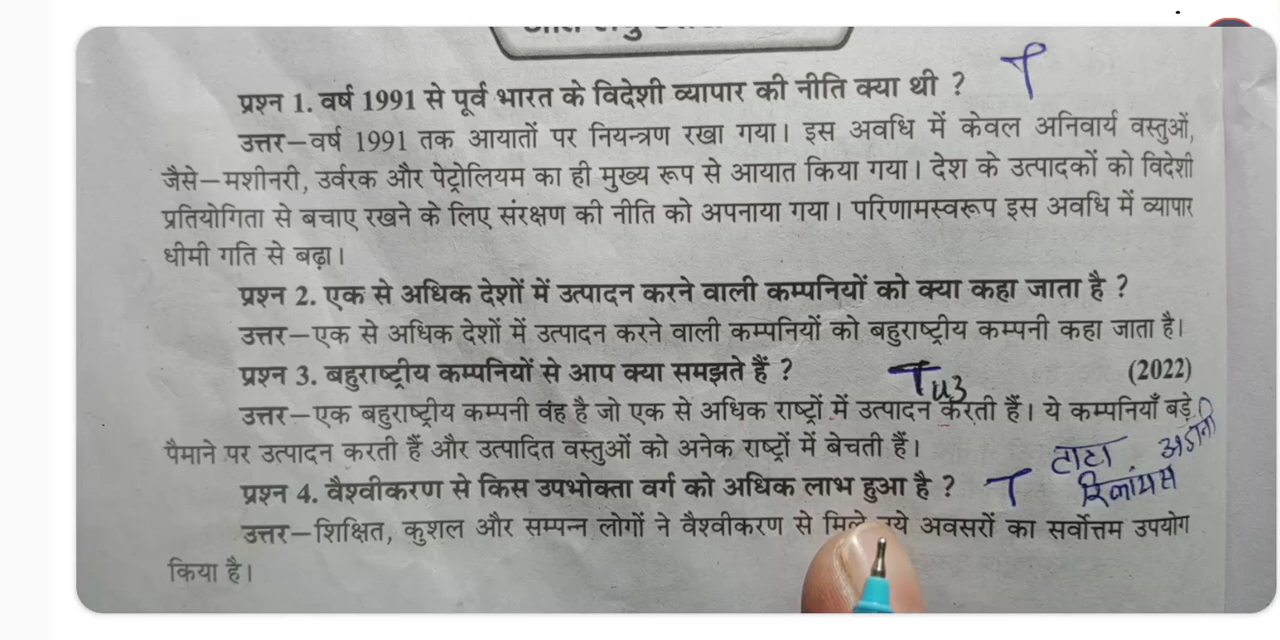 प्रश्न 1. वर्ष 1991 से पूर्व भारत के विदेशी व्यापार की नीति क्या थी ?
उत्तर–वर्ष 1991 तक आयातों पर नियन्त्रण रखा गया। इस अवधि में केवल अनिवार्य वस्तुओं,
जैसे–मशीनरी, उर्वरक और पेट्रोलियम का ही मुख्य रूप से आयात किया गया। देश के उत्पादकों को विदेशी
प्रतियोगिता से बचाए रखने के लिए संरक्षण की नीति को अपनाया गया। परिणामस्वरूप इस अवधि में व्यापार
धीमी गति से बढ़ा।
प्रश्न 2. एक से अधिक देशों में उत्पादन करने वाली कम्पनियों को क्या कहा जाता है ?
उत्तर–एक से अधिक देशों में उत्पादन करने वाली कम्पनियों को बहुराष्ट्रीय कम्पनी कहा जाता है।
प्रश्न 3. बहुराष्ट्रीय कम्पनियों से आप क्या समझते हैं ? (2022)
उत्तर–एक बहुराष्ट्रीय कम्पनी वह है जो एक से अधिक राष्ट्रों में उत्पादन करती हैं। ये कम्पनियाँ बड़े
पैमाने पर उत्पादन करती हैं और उत्पादित वस्तुओं को अनेक राष्ट्रों में बेचती हैं।
टाटा अडानी
रिलायंस
प्रश्न 4. वैश्वीकरण से किस उपभोक्ता वर्ग को अधिक लाभ हुआ है ?
उत्तर–शिक्षित, कुशल और सम्पन्न लोगों ने वैश्वीकरण से मिले नये अवसरों का सर्वोत्तम उपयोग
किया है।